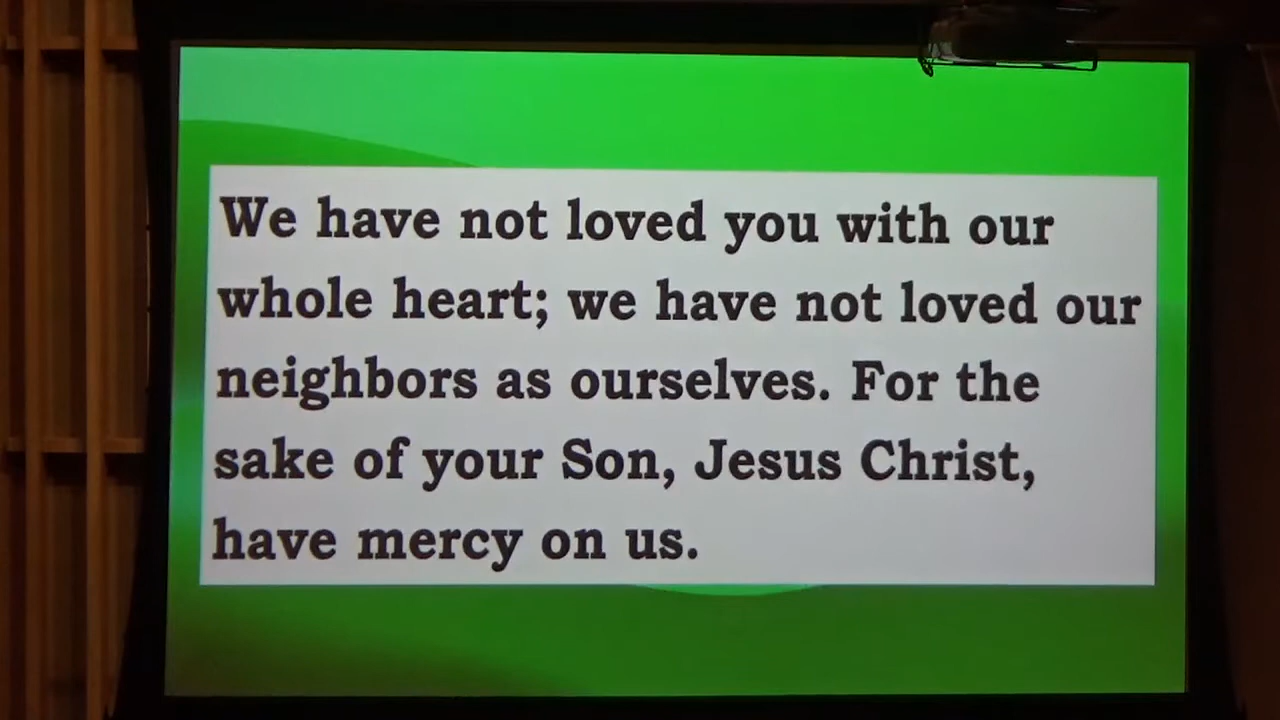 We have not loved you with our
whole heart; we have not loved our
neighbors as ourselves. For the
sake of your Son, Jesus Christ,
have mercy on us.